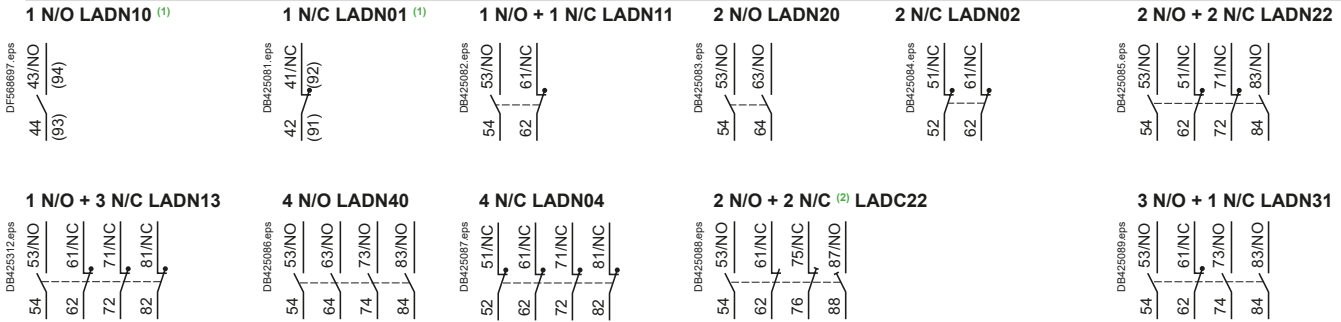 1 N/O LADN10 (1)
DF568697.eps
43/NO
(94)
44
(93)
1 N/C LADN01 (1)
DB425081.eps
41/NC
(92)
42
(91)
1 N/O + 1 N/C LADN11
DB425082.eps
53/NO
61/NC
54
62
2 N/O LADN20
DB425083.eps
53/NO
63/NO
54
64
2 N/C LADN02
DB425084.eps
51/NC
61/NC
52
62
2 N/O + 2 N/C LADN22
DB425085.eps
53/NO
51/NC
71/NC
83/NO
54
62
72
84
1 N/O + 3 N/C LADN13
DB425312.eps
53/NO
61/NC
71/NC
81/NC
54
62
72
82
4 N/O LADN40
DB425086.eps
53/NO
63/NO
73/NO
83/NO
54
64
74
84
4 N/C LADN04
DB425087.eps
51/NC
61/NC
71/NC
81/NC
52
62
72
82
2 N/O + 2 N/C (2) LADC22
DB425088.eps
53/NO
61/NC
75/NC
87/NO
54
62
76
88
3 N/O + 1 N/C LADN31
DB425089.eps
53/NO
61/NC
73/NO
83/NO
54
62
74
84